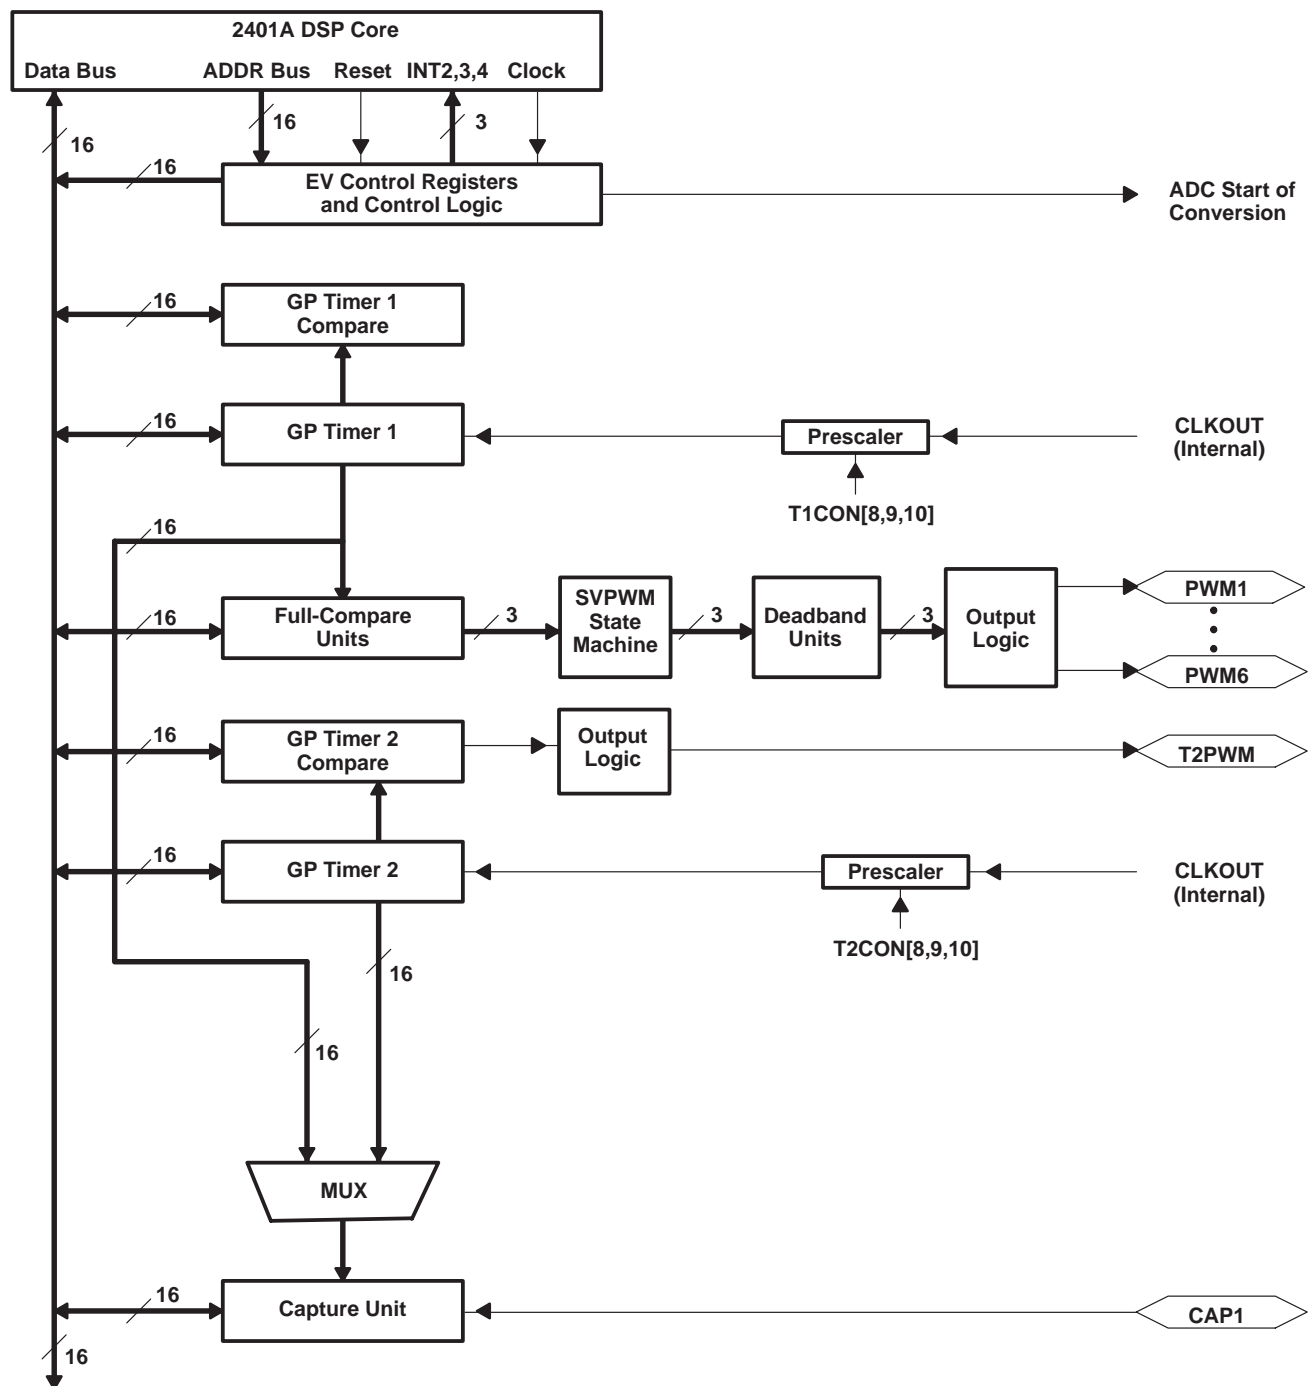 2401A DSP Core
Data Bus
ADDR Bus
Reset
INT2,3,4
Clock
16
3
16
16
EV Control Registers
and Control Logic
ADC Start of
Conversion
16
GP Timer 1
Compare
16
GP Timer 1
Prescaler
CLKOUT
(Internal)
T1CON[8,9,10]
16
16
Full-Compare
Units
3
SVPWM
State
Machine
3
Deadband
Units
3
Output
Logic
PWM1
PWM6
16
GP Timer 2
Compare
Output
Logic
T2PWM
16
GP Timer 2
Prescaler
CLKOUT
(Internal)
T2CON[8,9,10]
16
16
MUX
16
Capture Unit
CAP1
16